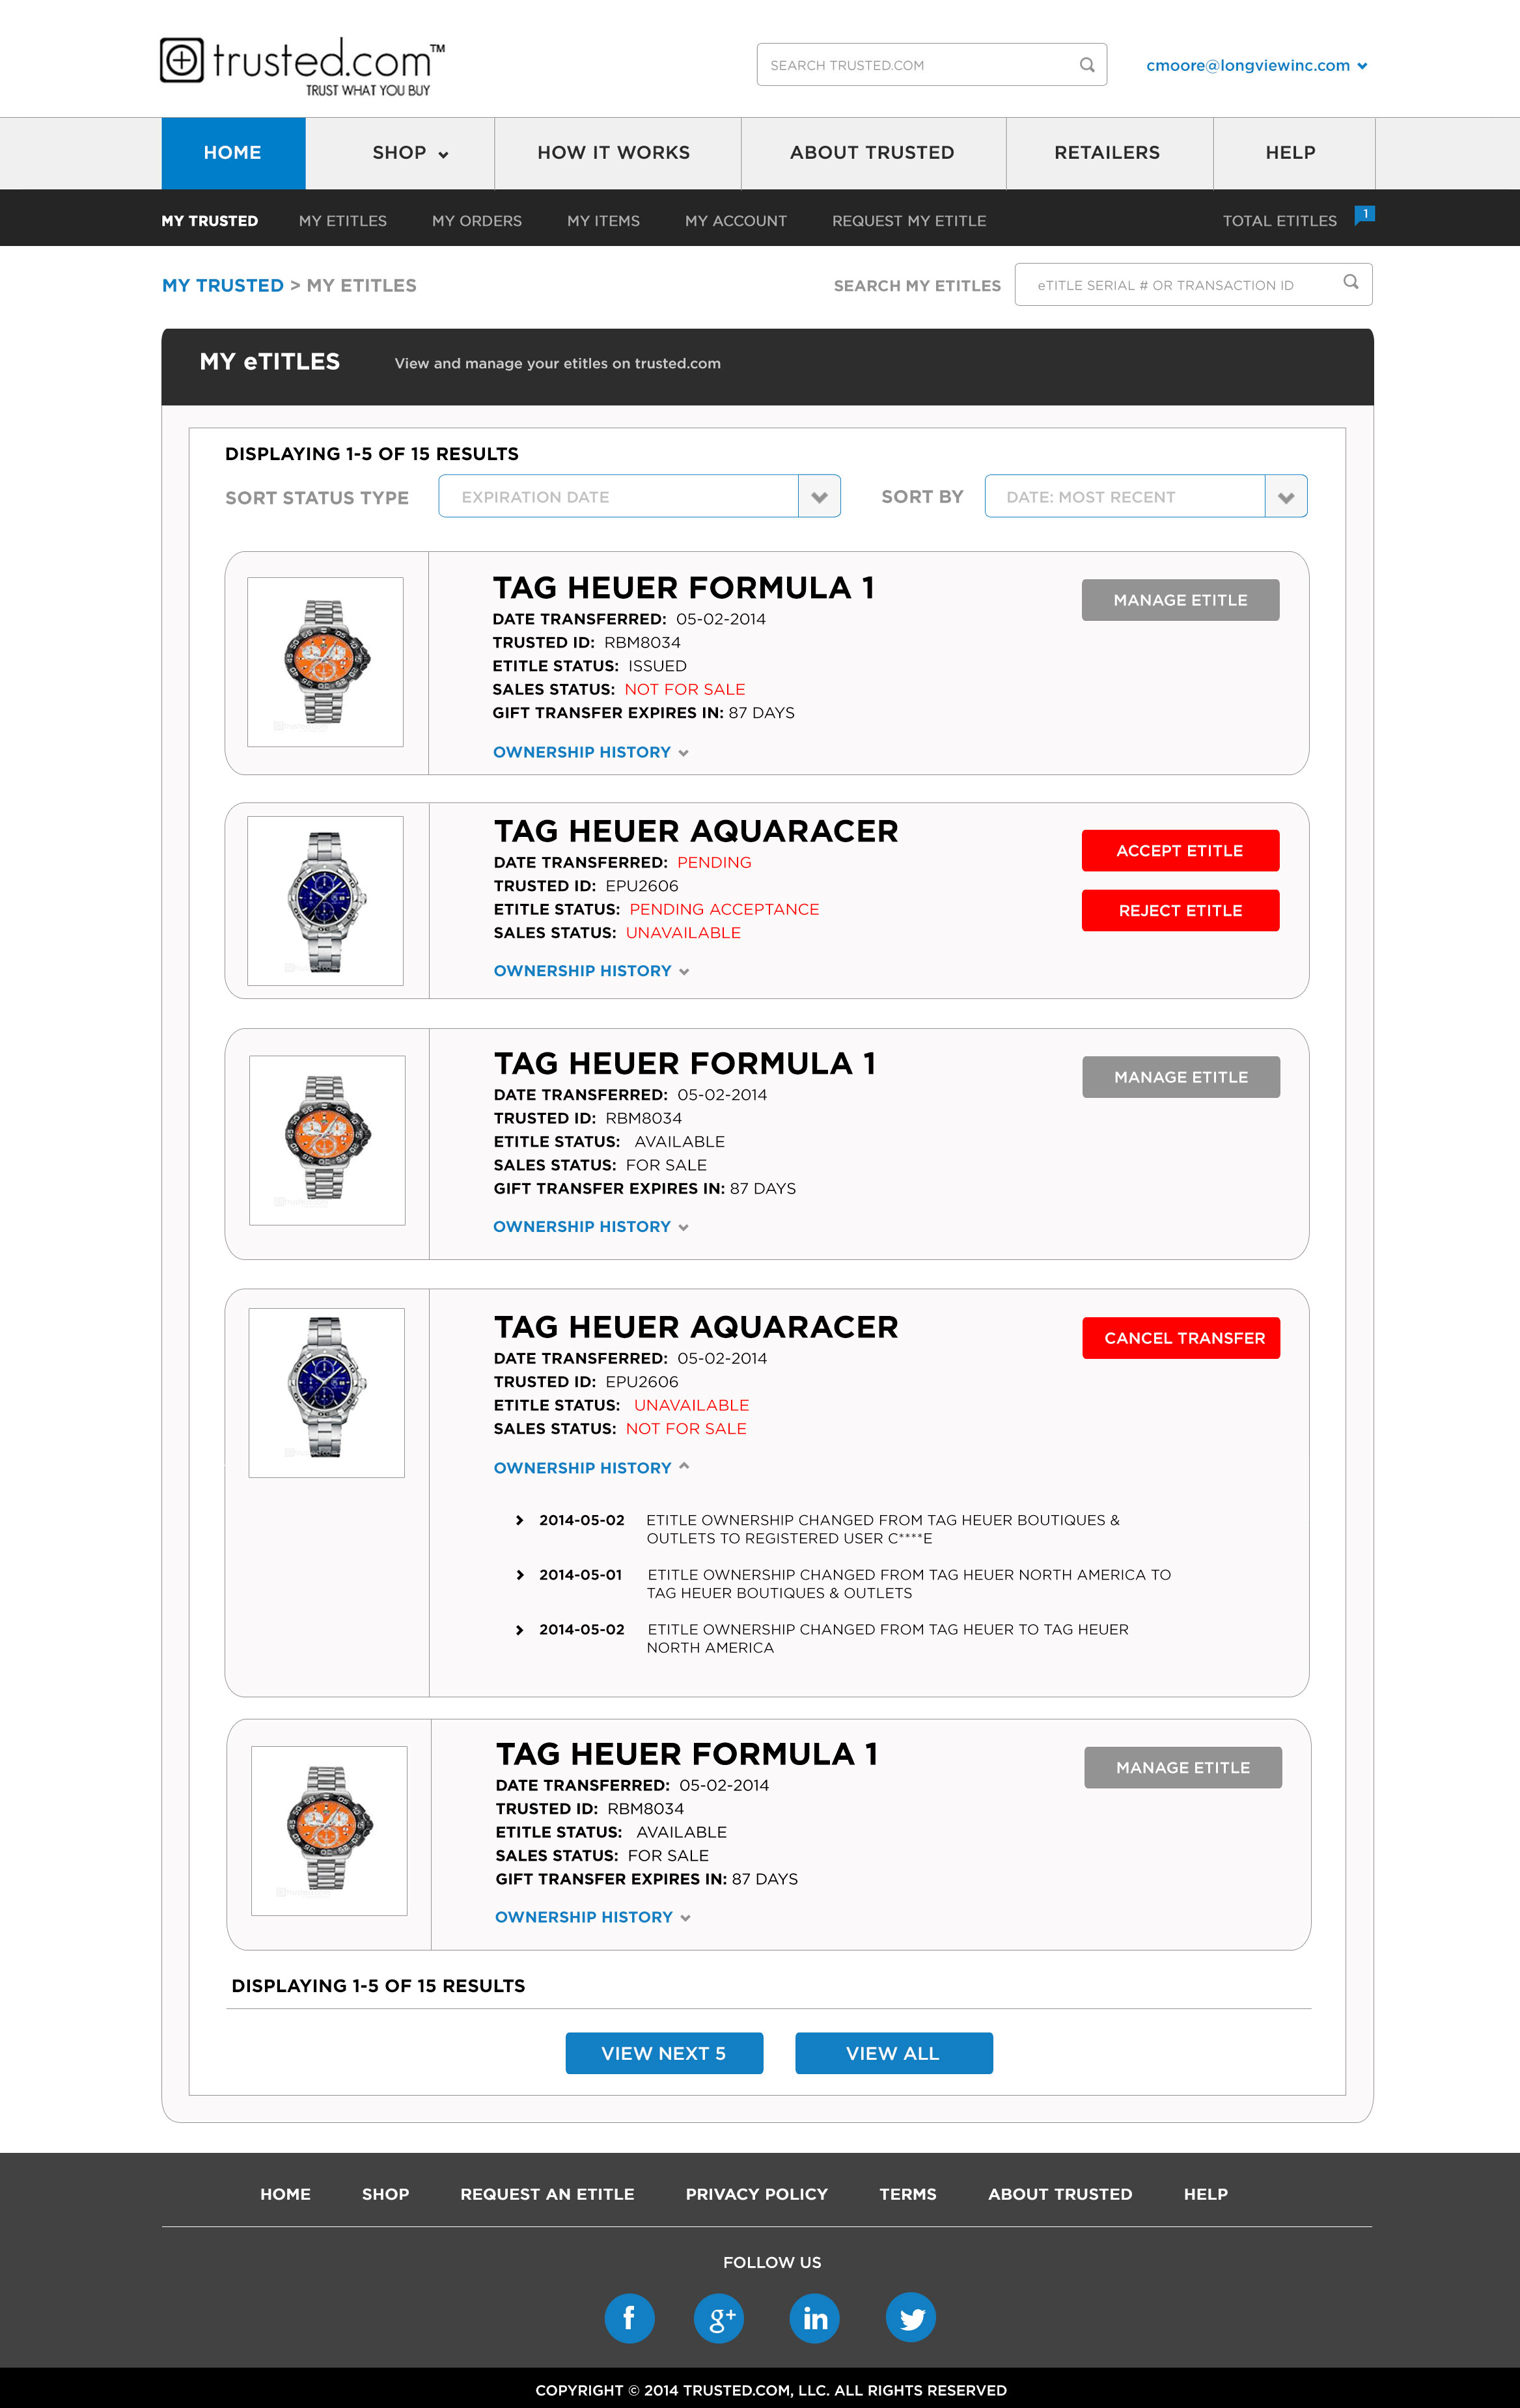 trusted.com™
TRUST WHAT YOU BUY
SEARCH TRUSTED.COM
cmoore@longviewinc.com
HOME
SHOP
HOW IT WORKS
ABOUT TRUSTED
RETAILERS
HELP
MY TRUSTED
MY ETITLES
MY ORDERS
MY ITEMS
MY ACCOUNT
REQUEST MY ETITLE
TOTAL ETITLES
1
MY TRUSTED > MY ETITLES
SEARCH MY ETITLES
eTITLE SERIAL # OR TRANSACTION ID
MY eTITLES
View and manage your etitles on trusted.com
DISPLAYING 1-5 OF 15 RESULTS
SORT STATUS TYPE
EXPIRATION DATE
SORT BY
DATE: MOST RECENT
TAG HEUER FORMULA 1
DATE TRANSFERRED: 05-02-2014
TRUSTED ID: RBM8034
ETITLE STATUS: ISSUED
SALES STATUS: NOT FOR SALE
GIFT TRANSFER EXPIRES IN: 87 DAYS
OWNERSHIP HISTORY
MANAGE ETITLE
TAG HEUER AQUARACER
DATE TRANSFERRED: PENDING
TRUSTED ID: EPU2606
ETITLE STATUS: PENDING ACCEPTANCE
SALES STATUS: UNAVAILABLE
OWNERSHIP HISTORY
ACCEPT ETITLE
REJECT ETITLE
TAG HEUER FORMULA 1
DATE TRANSFERRED: 05-02-2014
TRUSTED ID: RBM8034
ETITLE STATUS: AVAILABLE
SALES STATUS: FOR SALE
GIFT TRANSFER EXPIRES IN: 87 DAYS
OWNERSHIP HISTORY
MANAGE ETITLE
TAG HEUER AQUARACER
DATE TRANSFERRED: 05-02-2014
TRUSTED ID: EPU2606
ETITLE STATUS: UNAVAILABLE
SALES STATUS: NOT FOR SALE
OWNERSHIP HISTORY
CANCEL TRANSFER
2014-05-02 ETITLE OWNERSHIP CHANGED FROM TAG HEUER BOUTIQUES &
OUTLETS TO REGISTERED USER C****E
2014-05-01 ETITLE OWNERSHIP CHANGED FROM TAG HEUER NORTH AMERICA TO
TAG HEUER BOUTIQUES & OUTLETS
2014-05-02 ETITLE OWNERSHIP CHANGED FROM TAG HEUER TO TAG HEUER
NORTH AMERICA
TAG HEUER FORMULA 1
DATE TRANSFERRED: 05-02-2014
TRUSTED ID: RBM8034
ETITLE STATUS: AVAILABLE
SALES STATUS: FOR SALE
GIFT TRANSFER EXPIRES IN: 87 DAYS
OWNERSHIP HISTORY
MANAGE ETITLE
DISPLAYING 1-5 OF 15 RESULTS
VIEW NEXT 5
VIEW ALL
HOME
SHOP
REQUEST AN ETITLE
PRIVACY POLICY
TERMS
ABOUT TRUSTED
HELP
FOLLOW US
f
g+
in
COPYRIGHT © 2014 TRUSTED.COM, LLC. ALL RIGHTS RESERVED